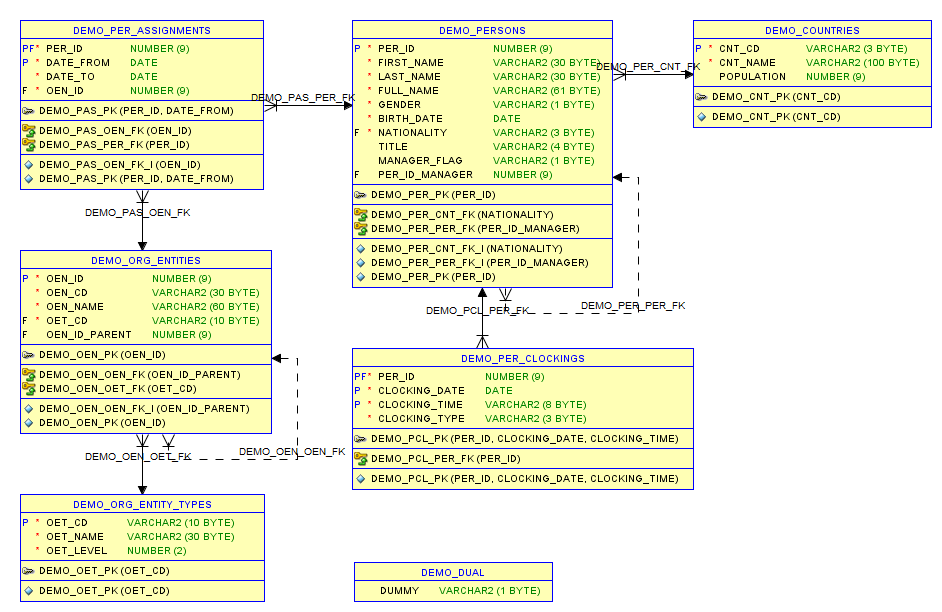 DEMO_PER_ASSIGNMENTS
PF* PER_ID NUMBER (9)
P * DATE_FROM DATE
* DATE_TO DATE
F * OEN_ID NUMBER (9)
DEMO_PAS_PK (PER_ID, DATE_FROM)
DEMO_PAS_OEN_FK (OEN_ID)
DEMO_PAS_PER_FK (PER_ID)
DEMO_PAS_OEN_FK_I (OEN_ID)
DEMO_PAS_PK (PER_ID, DATE_FROM)
DEMO_PAS_PER_FK
DEMO_PERSONS
P * PER_ID NUMBER (9)
* FIRST_NAME VARCHAR2 (30 BYTE)
* LAST_NAME VARCHAR2 (30 BYTE)
* FULL_NAME VARCHAR2 (61 BYTE)
* GENDER VARCHAR2 (1 BYTE)
* BIRTH_DATE DATE
F * NATIONALITY VARCHAR2 (3 BYTE)
TITLE VARCHAR2 (4 BYTE)
MANAGER_FLAG VARCHAR2 (1 BYTE)
F PER_ID_MANAGER NUMBER (9)
DEMO_PER_PK (PER_ID)
DEMO_PER_CNT_FK (NATIONALITY)
DEMO_PER_PER_FK (PER_ID_MANAGER)
DEMO_PER_CNT_FK_I (NATIONALITY)
DEMO_PER_PER_FK_I (PER_ID_MANAGER)
DEMO_PER_PK (PER_ID)
DEMO_PER_CNT_FK
DEMO_COUNTRIES
P * CNT_CD VARCHAR2 (3 BYTE)
* CNT_NAME VARCHAR2 (100 BYTE)
POPULATION NUMBER (9)
DEMO_CNT_PK (CNT_CD)
DEMO_CNT_PK (CNT_CD)
DEMO_PAS_OEN_FK
DEMO_ORG_ENTITIES
P * OEN_ID NUMBER (9)
* OEN_CD VARCHAR2 (30 BYTE)
* OEN_NAME VARCHAR2 (60 BYTE)
F * OET_CD VARCHAR2 (10 BYTE)
F OEN_ID_PARENT NUMBER (9)
DEMO_OEN_PK (OEN_ID)
DEMO_OEN_OEN_FK (OEN_ID_PARENT)
DEMO_OEN_OET_FK (OET_CD)
DEMO_OEN_OEN_FK_I (OEN_ID_PARENT)
DEMO_OEN_PK (OEN_ID)
DEMO_PCL_PER_FK
DEMO_PER_PER_FK
DEMO_PER_CLOCKINGS
PF* PER_ID NUMBER (9)
P * CLOCKING_DATE DATE
P * CLOCKING_TIME VARCHAR2 (8 BYTE)
* CLOCKING_TYPE VARCHAR2 (3 BYTE)
DEMO_PCL_PK (PER_ID, CLOCKING_DATE, CLOCKING_TIME)
DEMO_PCL_PER_FK (PER_ID)
DEMO_PCL_PK (PER_ID, CLOCKING_DATE, CLOCKING_TIME)
DEMO_OEN_OET_FK
DEMO_OEN_OEN_FK
DEMO_ORG_ENTITY_TYPES
P * OET_CD VARCHAR2 (10 BYTE)
* OET_NAME VARCHAR2 (30 BYTE)
* OET_LEVEL NUMBER (2)
DEMO_OET_PK (OET_CD)
DEMO_OET_PK (OET_CD)
DEMO_DUAL
DUMMY VARCHAR2 (1 BYTE)